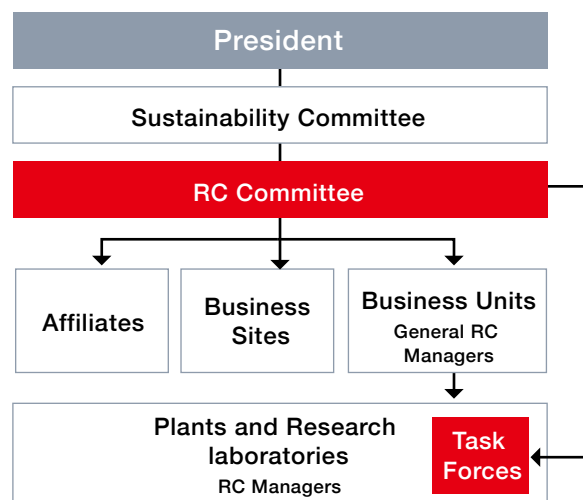 President
Sustainability Committee
RC Committee
Affiliates
Business
Sites
Business Units
General RC
Managers
Plants and Research
laboratories
RC Managers
Task
Forces